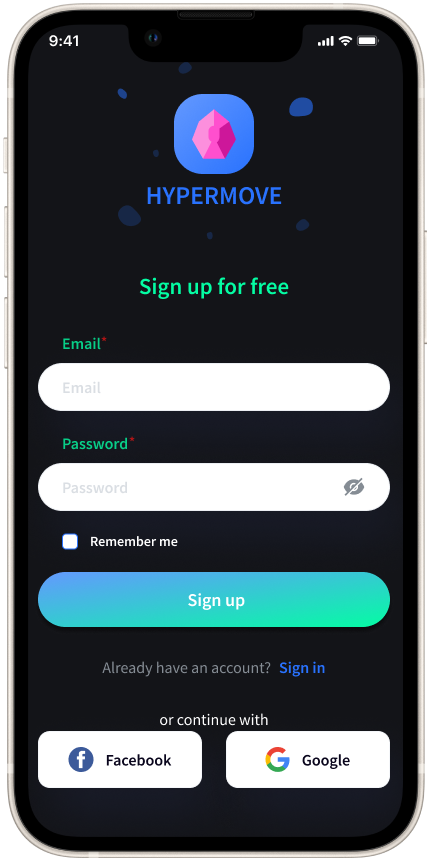 9:41
HYPERMOVE
Sign up for free
Email*
Email
Password*
Password
Remember me
Sign up
Already have an account? Sign in
or continue with
Facebook Google